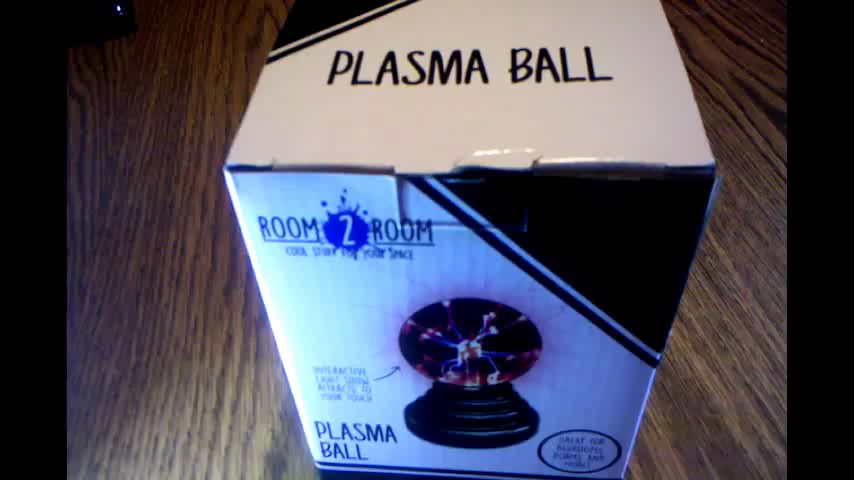 PLASMA BALL
ROOM 2 ROOM
COOL STUFF FOR YOUR SPACE
INTERACTIVE
LIGHT SHOW
ATTRACTS TO
YOUR TOUCH
PLASMA
BALL
GREAT FOR
BEDROOMS,
DORMS AND
MORE!